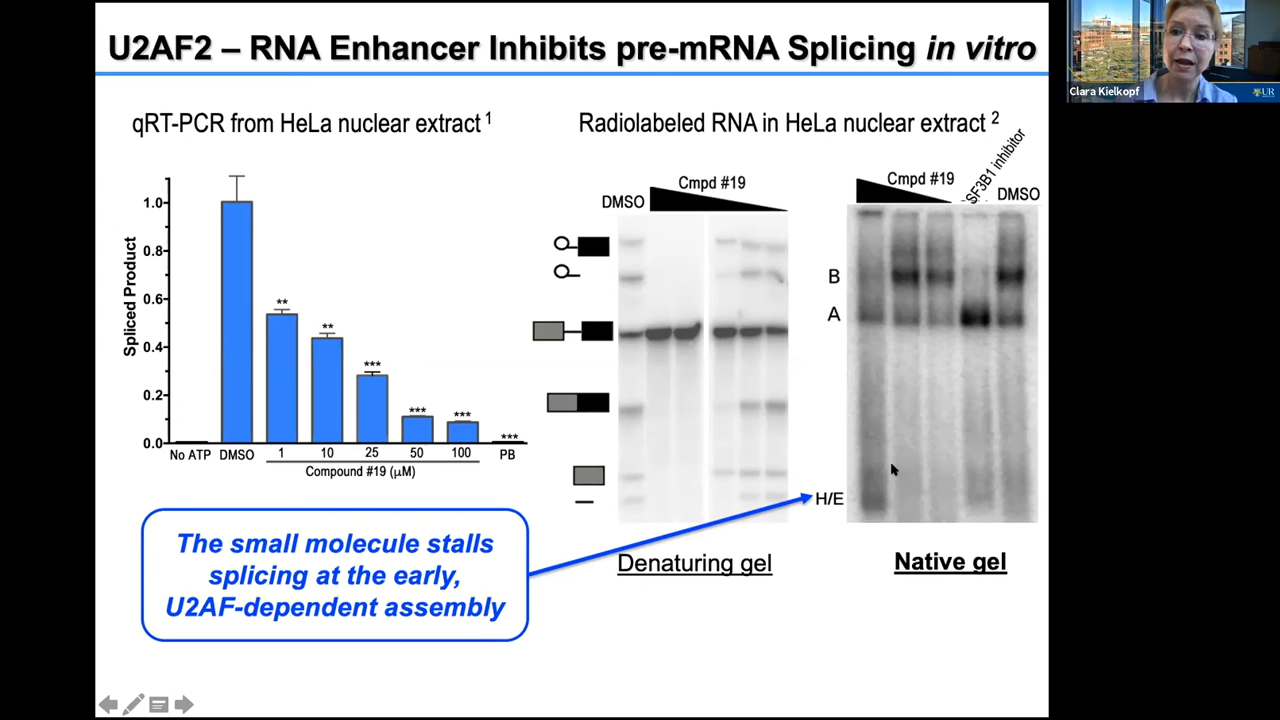 U2AF2 – RNA Enhancer Inhibits pre-mRNA Splicing in vitro
Clara Kielkopf
UR
qRT-PCR from HeLa nuclear extract 1
Spliced Product
1.0
0.8
0.6
0.4
0.2
0.0
**
**
***
***
***
***
No ATP DMSO 1 10 25 50 100 PB
Compound #19 (μM)
Radiolabeled RNA in HeLa nuclear extract 2
DMSO
Cmpd #19
Cmpd #19
SF3B1 inhibitor
DMSO
B
A
H/E
Denaturing gel
Native gel
The small molecule stalls
splicing at the early,
U2AF-dependent assembly